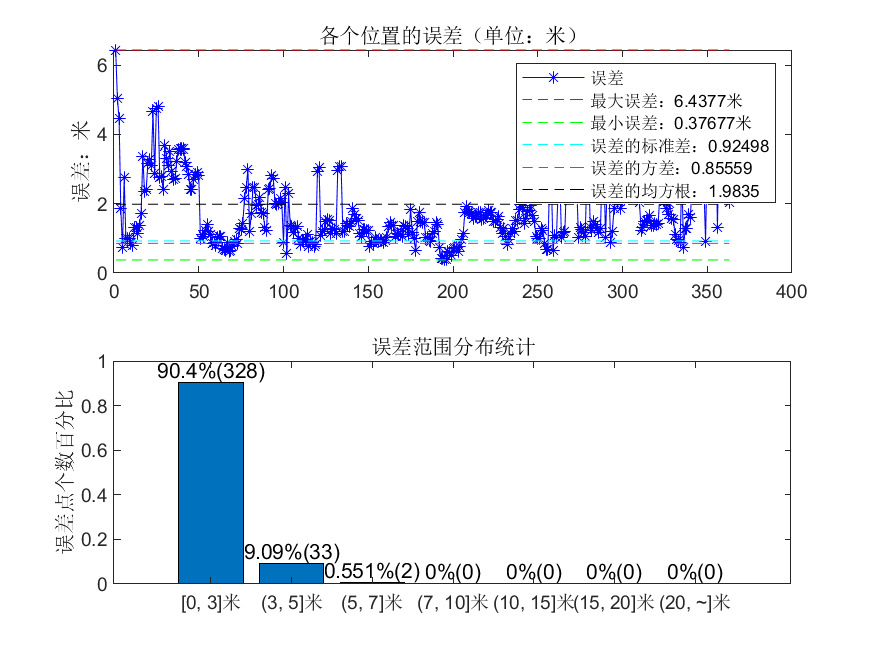 各个位置的误差（单位：米）
6
4
2
0
误差：米
误差
最大误差：6.4377米
最小误差：0.37677米
误差的标准差：0.92498
误差的方差：0.85559
误差的均方根：1.9835
0 50 100 150 200 250 300 350 400
误差范围分布统计
1
0.8
0.6
0.4
0.2
0
误差点个数百分比
90.4%(328)
9.09%(33)
0.551%(2)
0%(0)
0%(0)
0%(0)
0%(0)
[0, 3]米 (3, 5]米 (5, 7]米 (7, 10]米 (10, 15]米 (15, 20]米 (20, ~]米